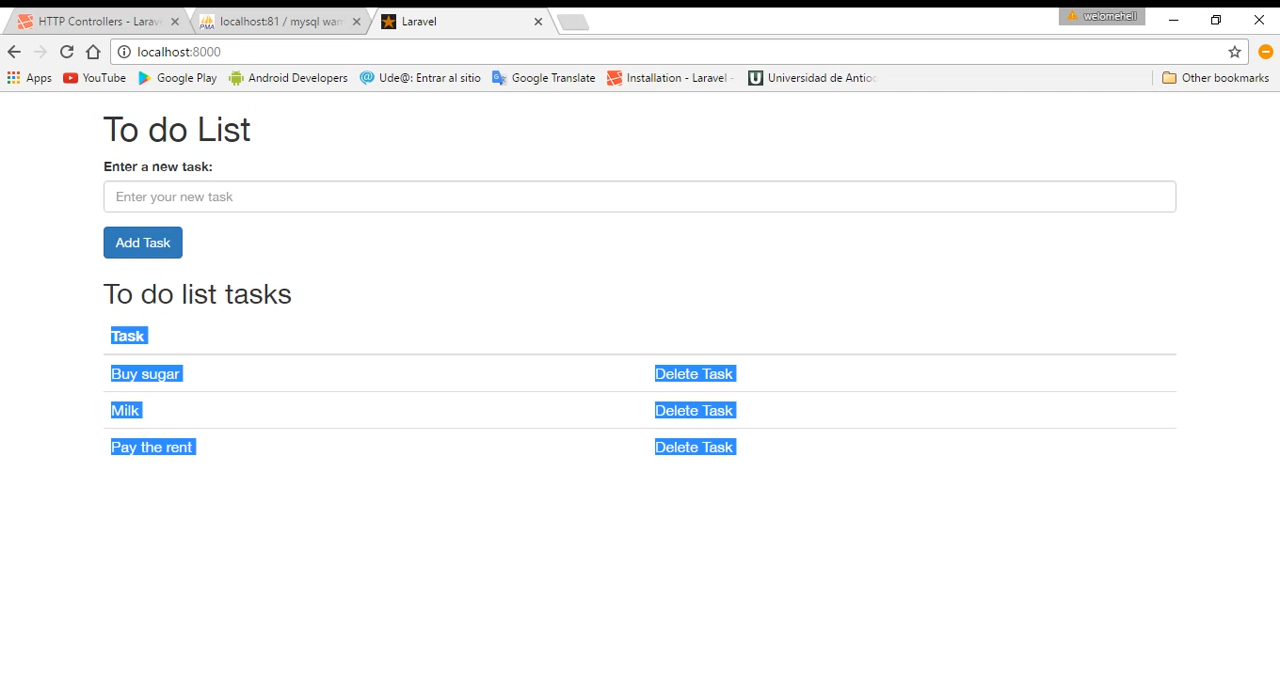 HTTP Controllers - Larav
localhost:81 / mysql wam
Laravel
welomehell
localhost:8000
Apps YouTube Google Play Android Developers Ude@: Entrar al sitio Google Translate Installation - Laravel - Universidad de Antioc Other bookmarks
To do List
Enter a new task:
Enter your new task
Add Task
To do list tasks
Task
Buy sugar Delete Task
Milk Delete Task
Pay the rent Delete Task